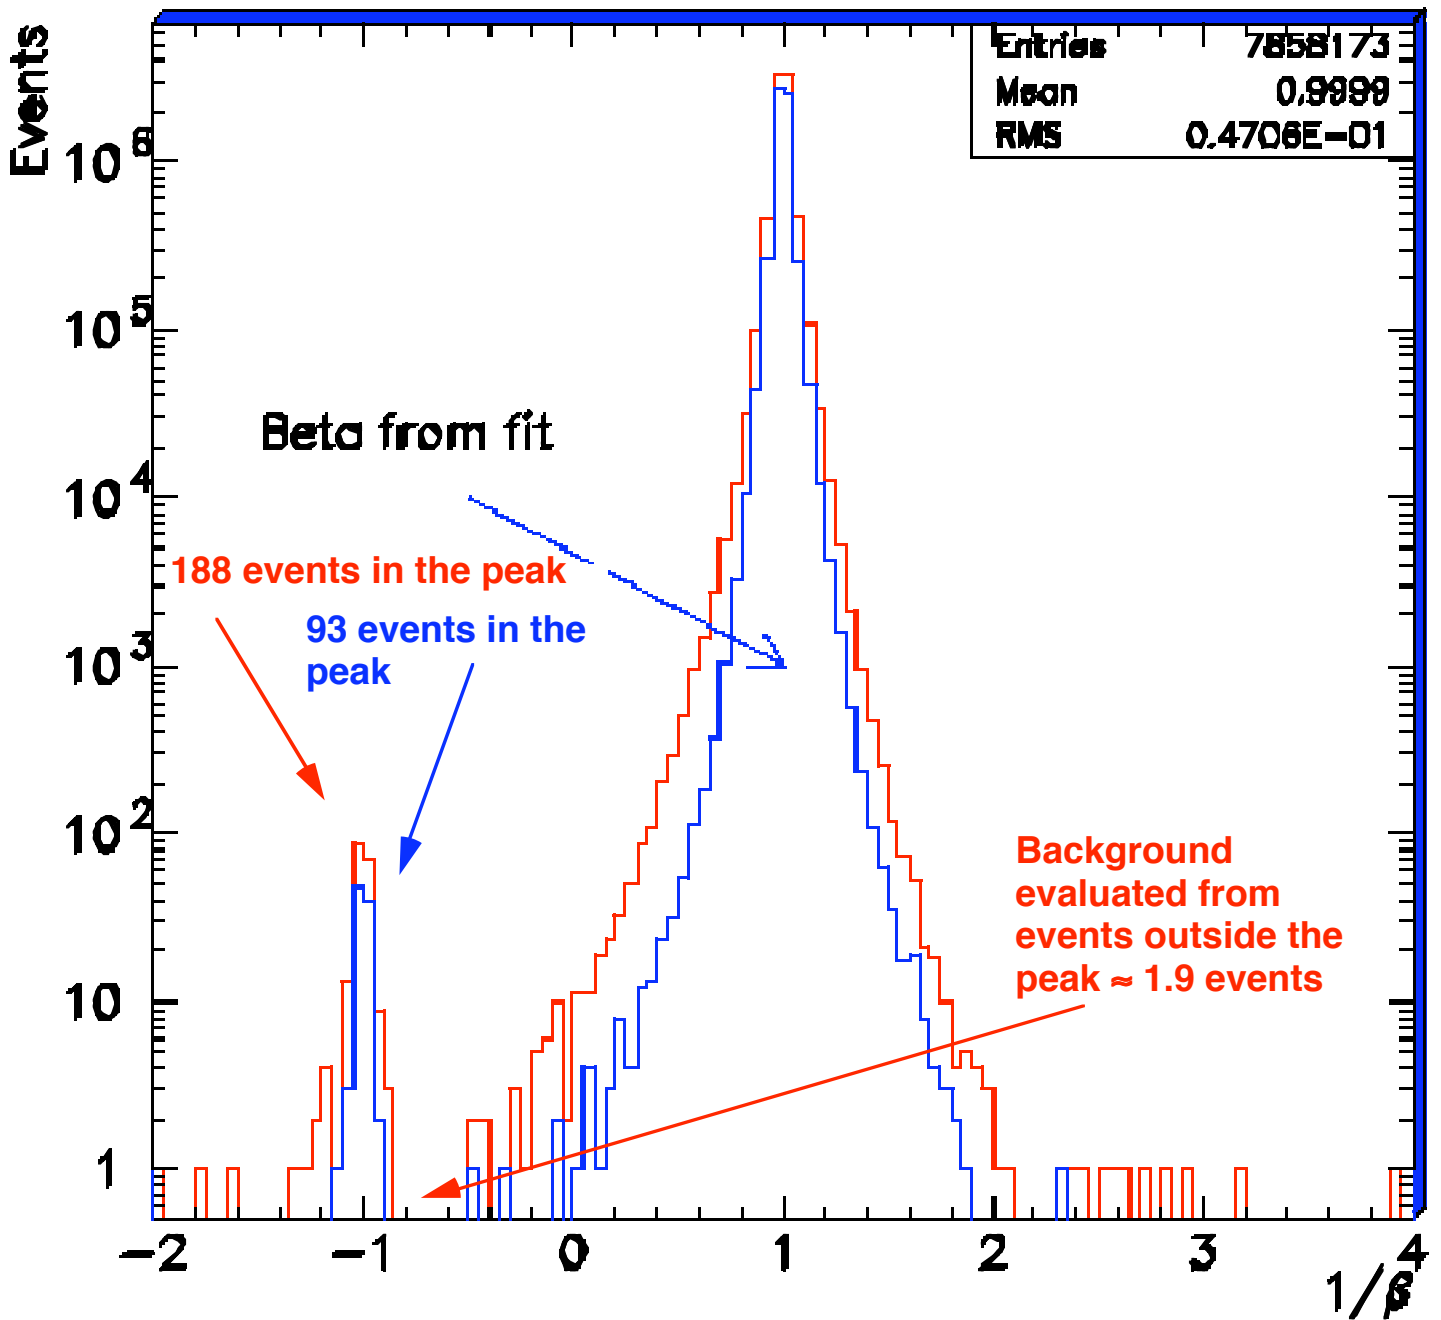 Events
Entries 7858173
Mean 0.9999
RMS 0.4706E-01
10 6
10 5
10 4
10 3
10 2
10
1
Beta from fit
188 events in the peak
93 events in the
peak
Background
evaluated from
events outside the
peak ≈ 1.9 events
−2 −1 0 1 2 3 4
1/β